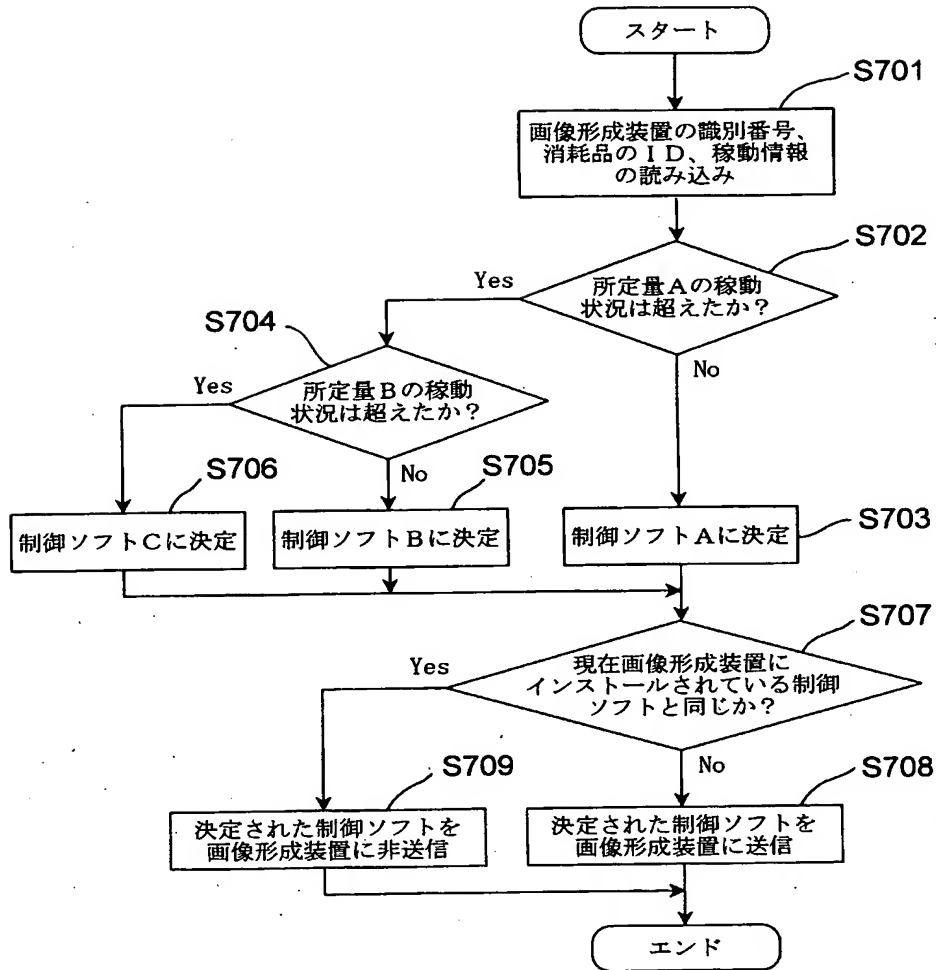 スタート
S701
画像形成装置の識別番号、
消耗品のID、稼動情報
の読み込み
S702
所定量Aの稼動
状況は超えたか?
Yes
No
S704
所定量Bの稼動
状況は超えたか?
Yes
No
S706
制御ソフトCに決定
S705
制御ソフトBに決定
S703
制御ソフトAに決定
S707
現在画像形成装置に
インストールされている制御
ソフトと同じか?
Yes
No
S709
決定された制御ソフトを
画像形成装置に非送信
S708
決定された制御ソフトを
画像形成装置に送信
エンド